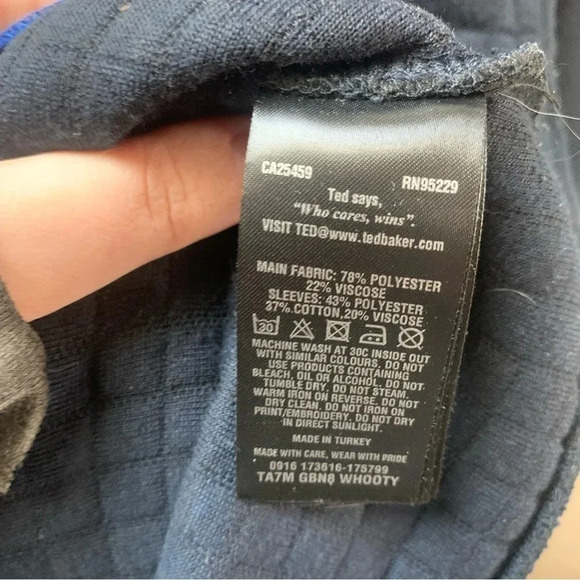 CA25459 RN95229
Ted says,
"Who cares, wins".
VISIT TED@www.tedbaker.com
MAIN FABRIC: 78% POLYESTER
22% VISCOSE
SLEEVES: 43% POLYESTER
37%.COTTON,20% VISCOSE
30
MACHINE WASH AT 30C INSIDE OUT
WITH SIMILAR COLOURS. DO NOT
USE PRODUCTS CONTAINING
BLEACH, OIL OR ALCOHOL. DO NOT
TUMBLE DRY. DO NOT STEAM.
WARM IRON ON REVERSE. DO NOT
DRY CLEAN. DO NOT IRON ON
PRINT/EMBROIDERY. DO NOT DRY
IN DIRECT SUNLIGHT.
MADE IN TURKEY
MADE WITH CARE, WEAR WITH PRIDE
0916 173616-175799
TA7M GBN8 WHOOTY